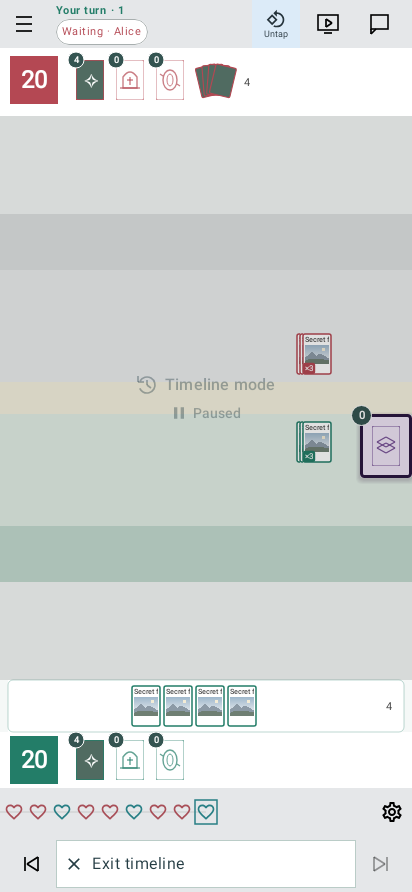 Your turn · 1
Waiting · Alice
Untap
20
4
0
0
4
Secret f
×3
Timeline mode
Paused
Secret f
×3
0
Secret f
Secret f
Secret f
Secret f
4
20
4
0
0
Exit timeline